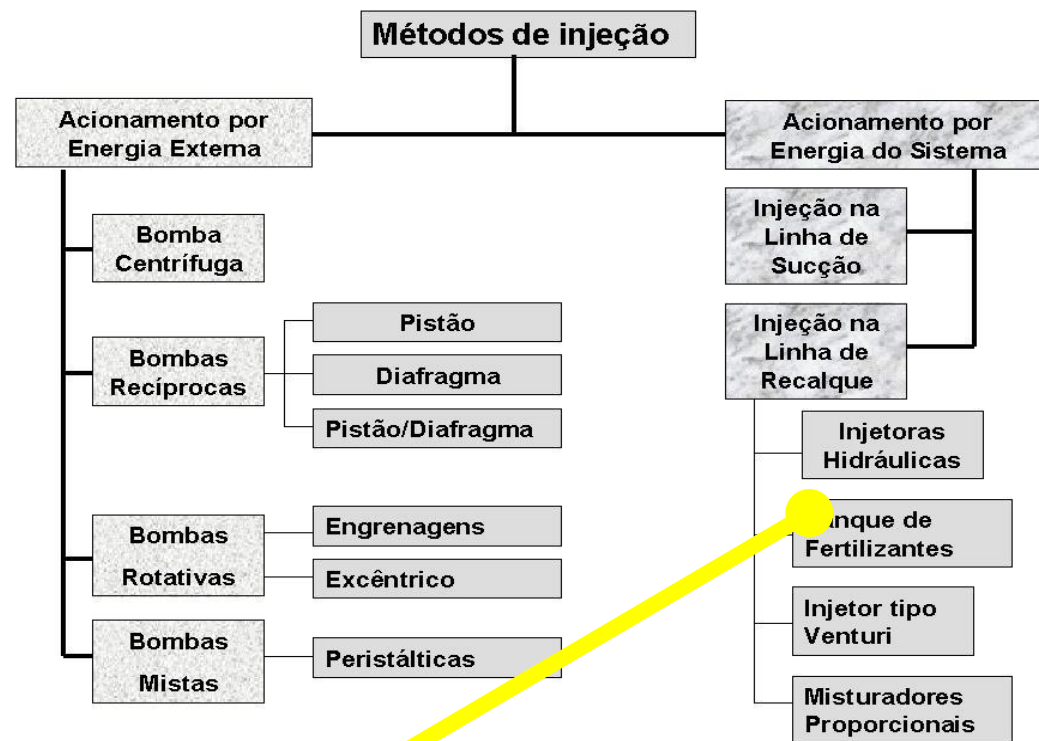 Métodos de injeção
Acionamento por
Energia Externa
Bomba
Centrífuga
Bombas
Recíprocas
Pistão
Diafragma
Pistão/Diafragma
Bombas
Rotativas
Engrenagens
Excêntrico
Bombas
Mistas
Peristálticas
Acionamento por
Energia do Sistema
Injeção na
Linha de
Sucção
Injeção na
Linha de
Recalque
Injetoras
Hidráulicas
de
Fertilizantes
Injetor tipo
Venturi
Misturadores
Proporcionais